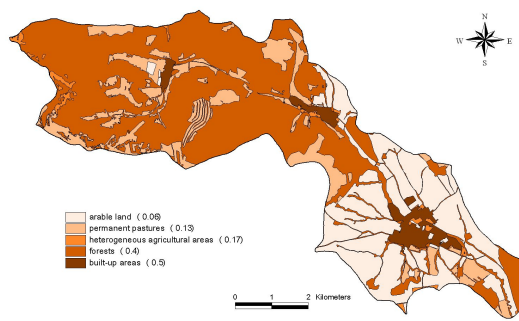 N
W E
S
arable land ( 0.06)
permanent pastures ( 0.13)
heterogeneous agricultural areas ( 0.17)
forests ( 0.4)
built-up areas ( 0.5)
0 1 2 Kilometers